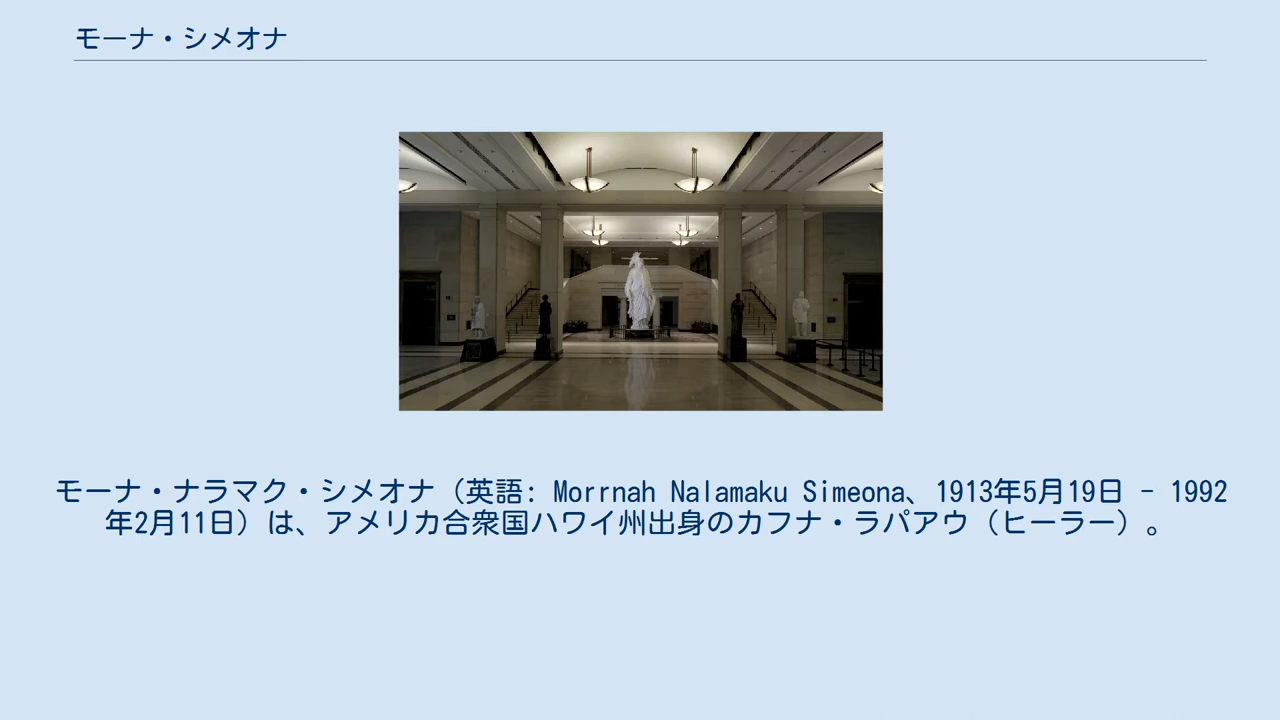 モーナ・シメオナ
モーナ・ナラマク・シメオナ（英語: Morrnah Nalamaku Simeona、1913年5月19日 - 1992
年2月11日）は、アメリカ合衆国ハワイ州出身のカフナ・ラパアウ（ヒーラー）。